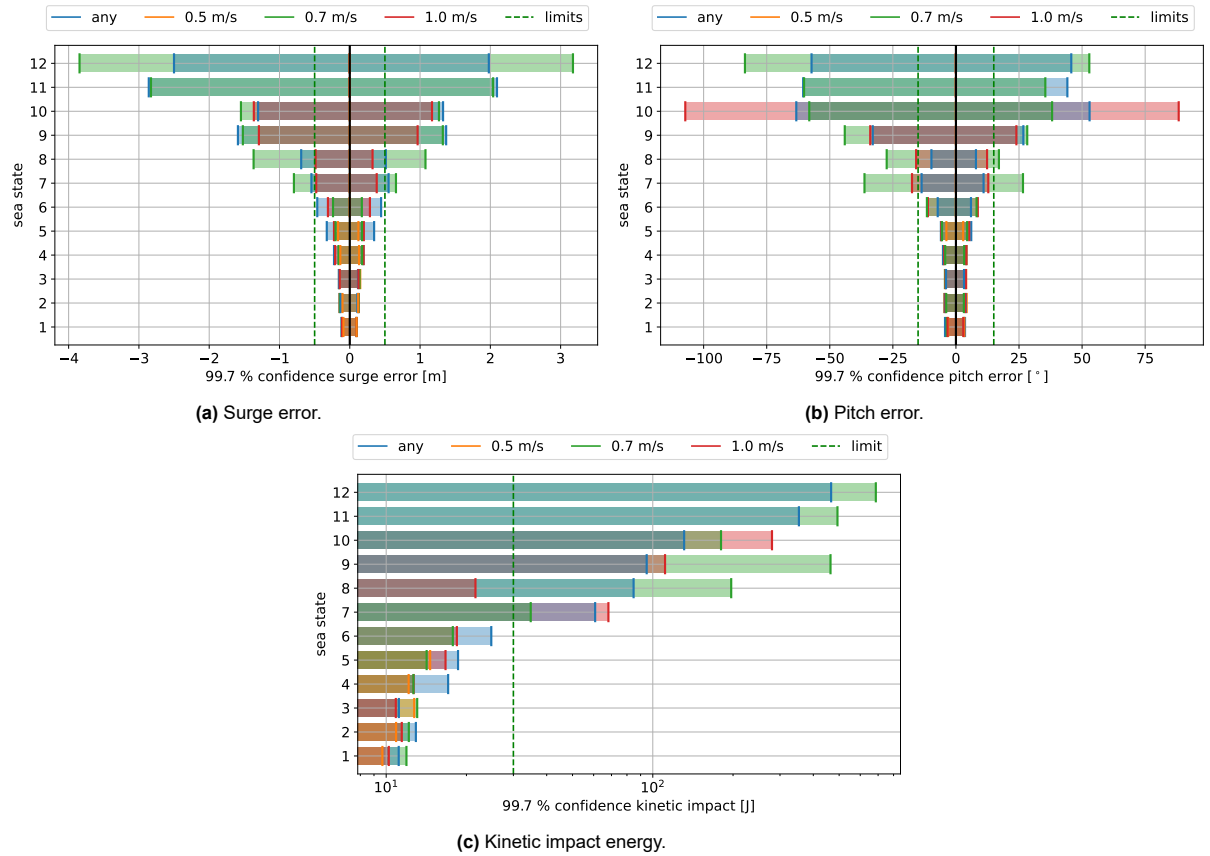 any 0.5 m/s 0.7 m/s 1.0 m/s limits
12
11
10
9
8
7
6
5
4
3
2
1
sea state
−4 −3 −2 −1 0 1 2 3
99.7 % confidence surge error [m]
(a) Surge error.
any 0.5 m/s 0.7 m/s 1.0 m/s limits
12
11
10
9
8
7
6
5
4
3
2
1
sea state
−100 −75 −50 −25 0 25 50 75
99.7 % confidence pitch error [°]
(b) Pitch error.
any 0.5 m/s 0.7 m/s 1.0 m/s limit
12
11
10
9
8
7
6
5
4
3
2
1
sea state
10¹ 10²
99.7 % confidence kinetic impact [J]
(c) Kinetic impact energy.